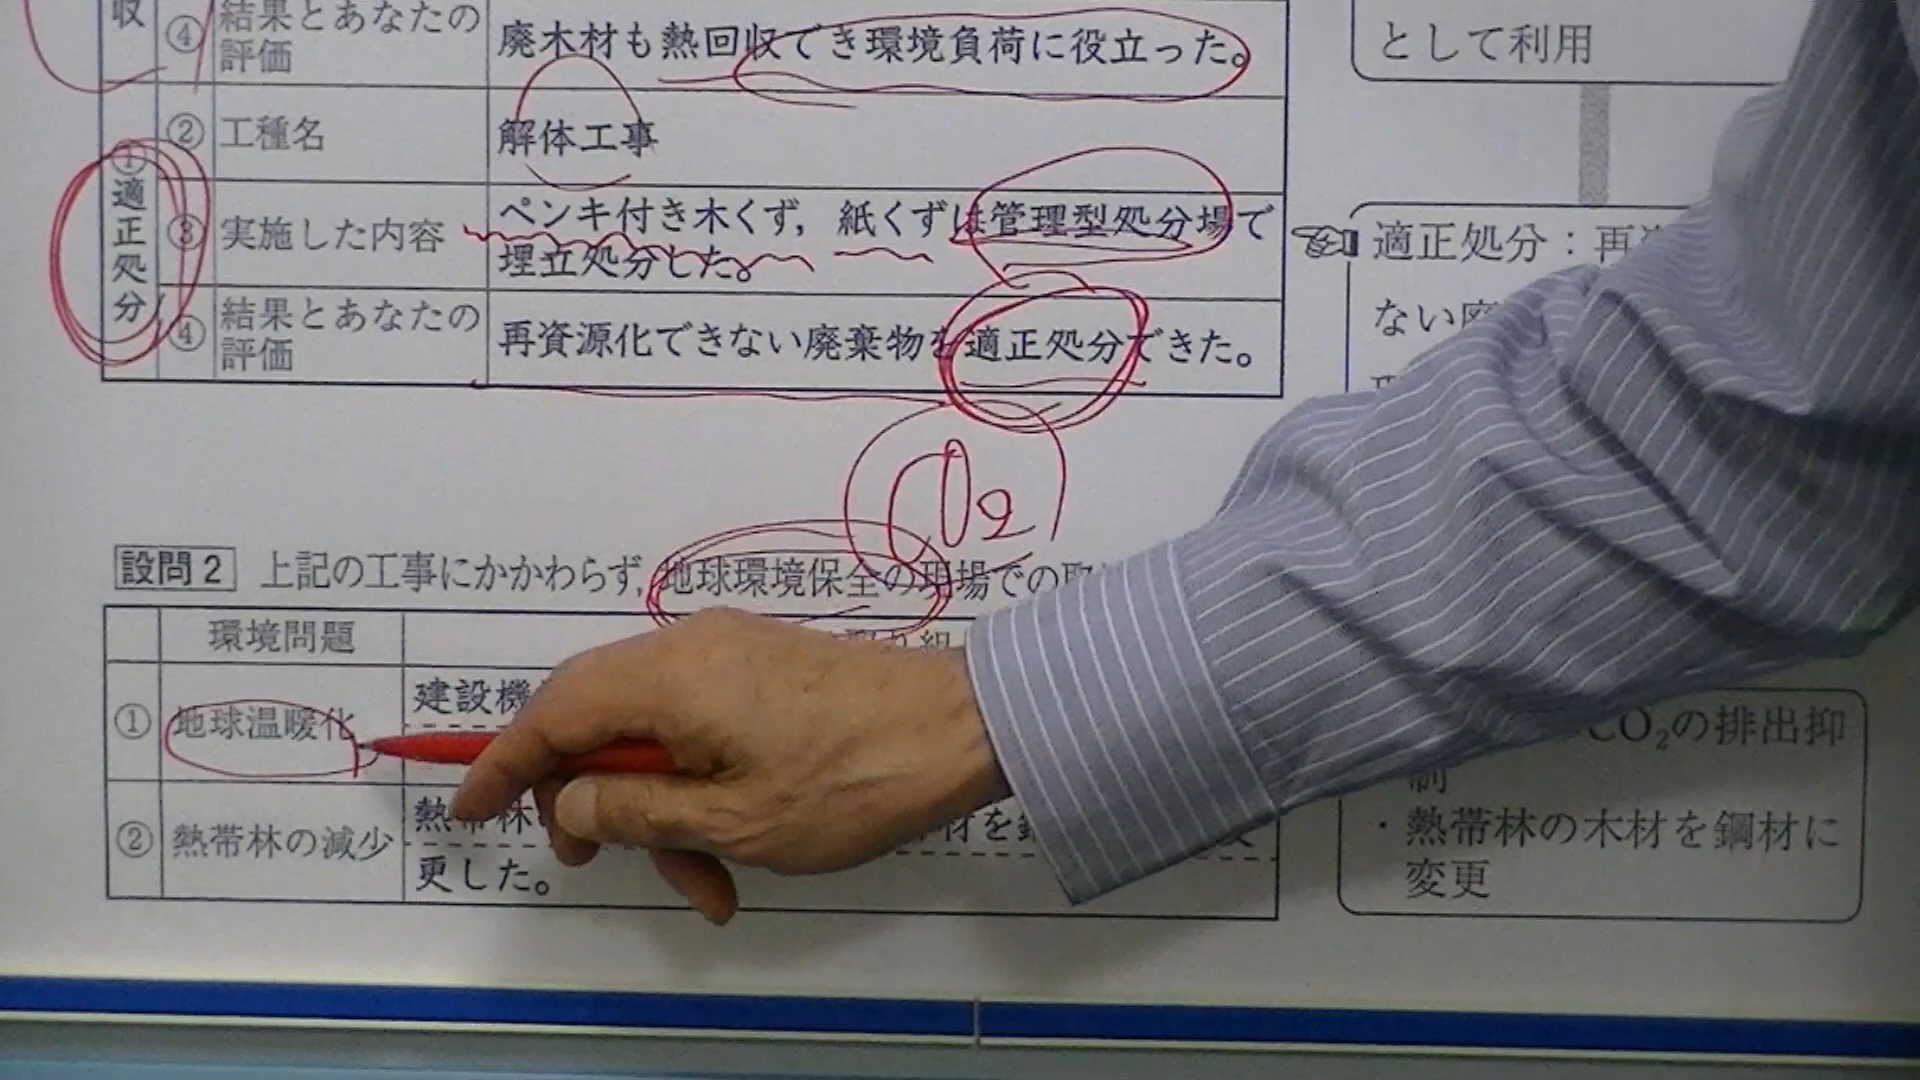 収
④ 結果とあなたの
評価
廃木材も熱回収でき環境負荷に役立った。
として利用
② 工種名
解体工事
① 適正処分
③ 実施した内容
ペンキ付き木くず，紙くずは管理型処分場で
埋立処分した。
適正処分：再
ない廃
④ 結果とあなたの
評価
再資源化できない廃棄物を適正処分できた。
CO2
設問2 上記の工事にかかわらず，地球環境保全の現場での取
環境問題
取り組
① 地球温暖化
建設機
CO₂の排出抑
制
② 熱帯林の減少
熱帯林
材を鋼
更した。
・熱帯林の木材を鋼材に
変更